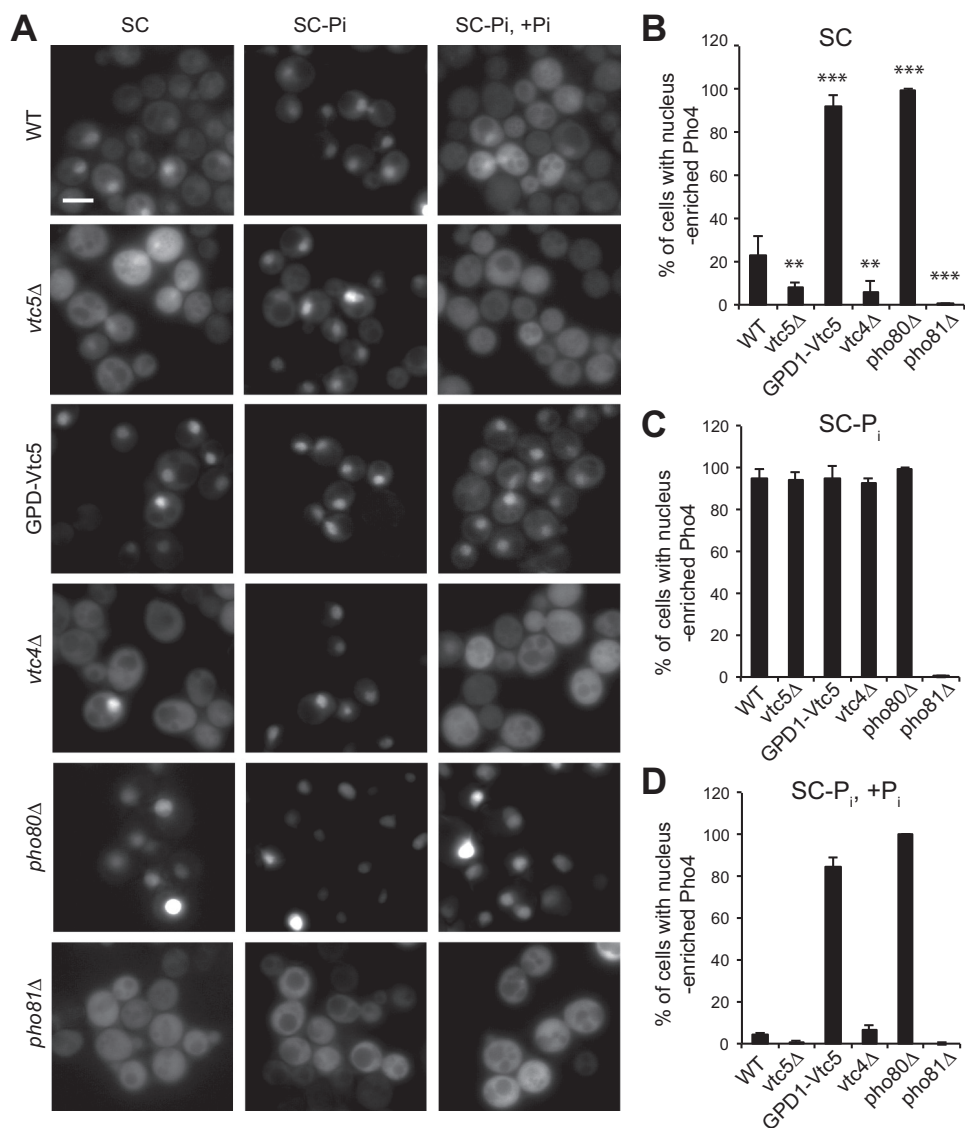 A
SC
SC-Pi
SC-Pi, +Pi
WT
vtc5Δ
GPD-Vtc5
vtc4Δ
pho80Δ
pho81Δ
B
SC
% of cells with nucleus
-enriched Pho4
120
100
80
60
40
20
0
**
***
**
***
***
WT
vtc5Δ
GPD1-Vtc5
vtc4Δ
pho80Δ
pho81Δ
C
SC-Pi
% of cells with nucleus
-enriched Pho4
120
100
80
60
40
20
0
WT
vtc5Δ
GPD1-Vtc5
vtc4Δ
pho80Δ
pho81Δ
D
SC-Pi, +Pi
% of cells with nucleus
-enriched Pho4
120
100
80
60
40
20
0
WT
vtc5Δ
GPD1-Vtc5
vtc4Δ
pho80Δ
pho81Δ